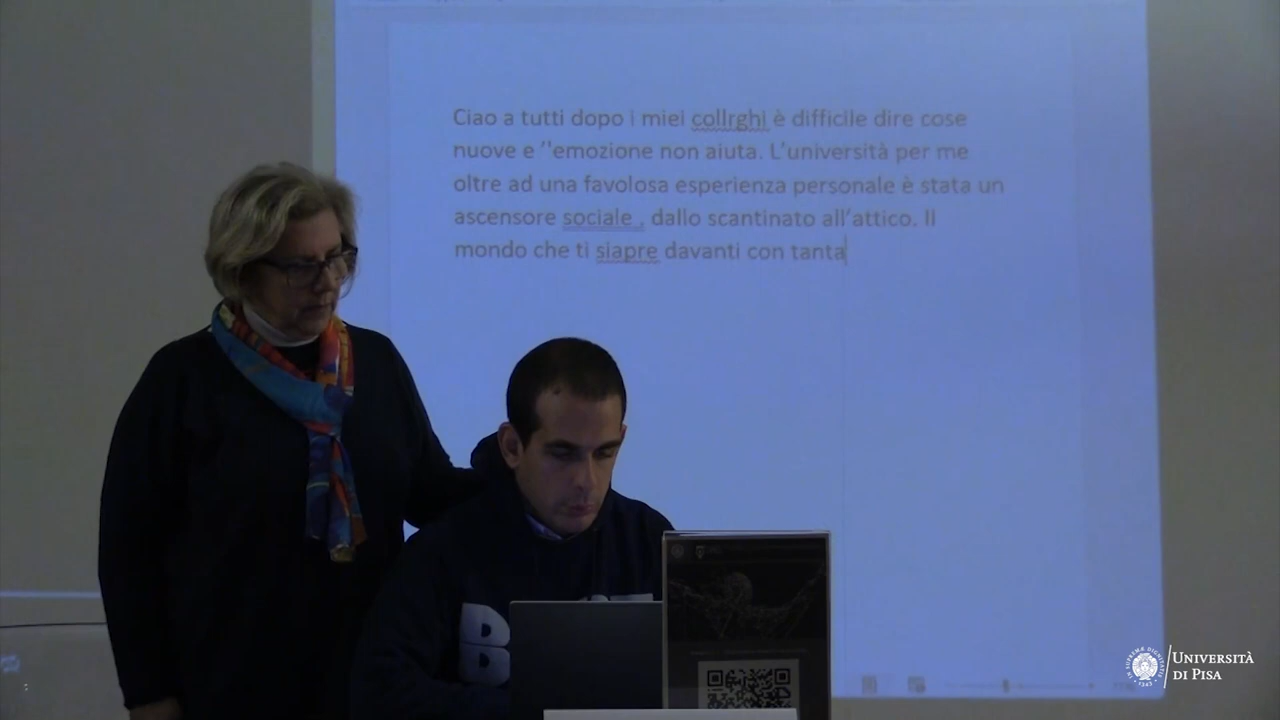 Ciao a tutti dopo i miei collrghi è difficile dire cose
nuove e ''emozione non aiuta. L'università per me
oltre ad una favolosa esperienza personale è stata un
ascensore sociale , dallo scantinato all'attico. Il
mondo che ti siapre davanti con tanta
UNIVERSITÀ
DI PISA